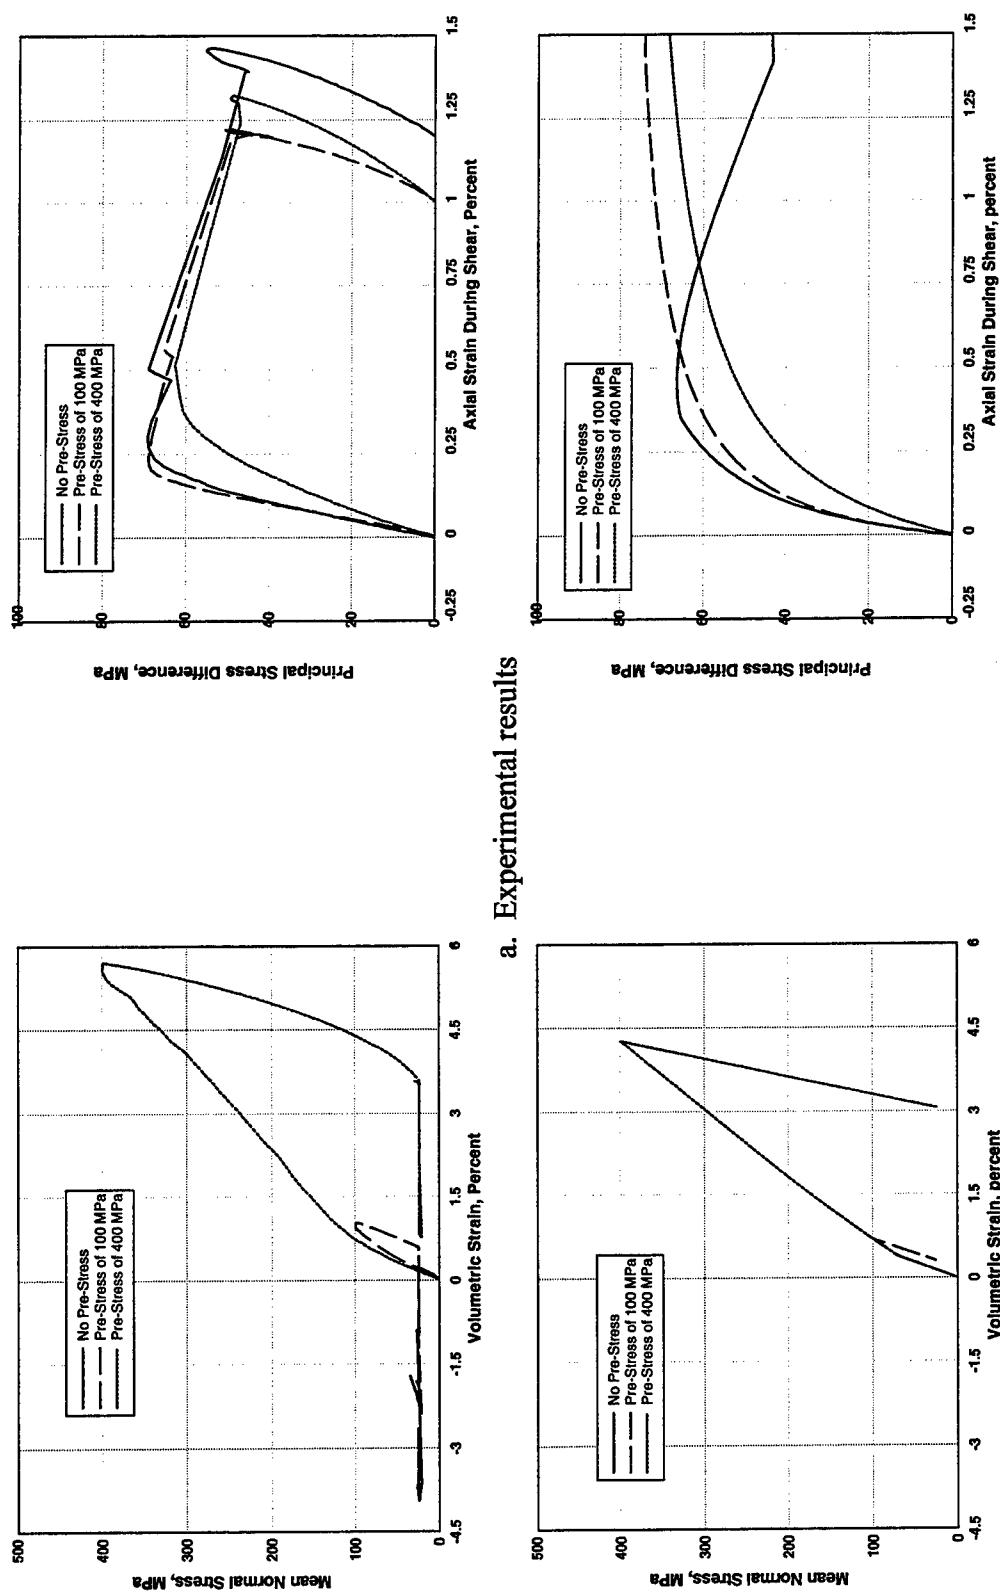 Mean Normal Stress, MPa
500
400
300
200
100
0
No Pre-Stress
Pre-Stress of 100 MPa
Pre-Stress of 400 MPa
-4.5
-3
-1.5
0
1.5
3
4.5
6
Volumetric Strain, Percent
Principal Stress Difference, MPa
100
80
60
40
20
0
No Pre-Stress
Pre-Stress of 100 MPa
Pre-Stress of 400 MPa
-0.25
0
0.25
0.5
0.75
1
1.25
1.5
Axial Strain During Shear, Percent
a. Experimental results
Mean Normal Stress, MPa
500
400
300
200
100
0
No Pre-Stress
Pre-Stress of 100 MPa
Pre-Stress of 400 MPa
-4.5
-3
-1.5
0
1.5
3
4.5
6
Volumetric Strain, percent
Principal Stress Difference, MPa
100
80
60
40
20
0
No Pre-Stress
Pre-Stress of 100 MPa
Pre-Stress of 400 MPa
-0.25
0
0.25
0.5
0.75
1
1.25
1.5
Axial Strain During Shear, percent